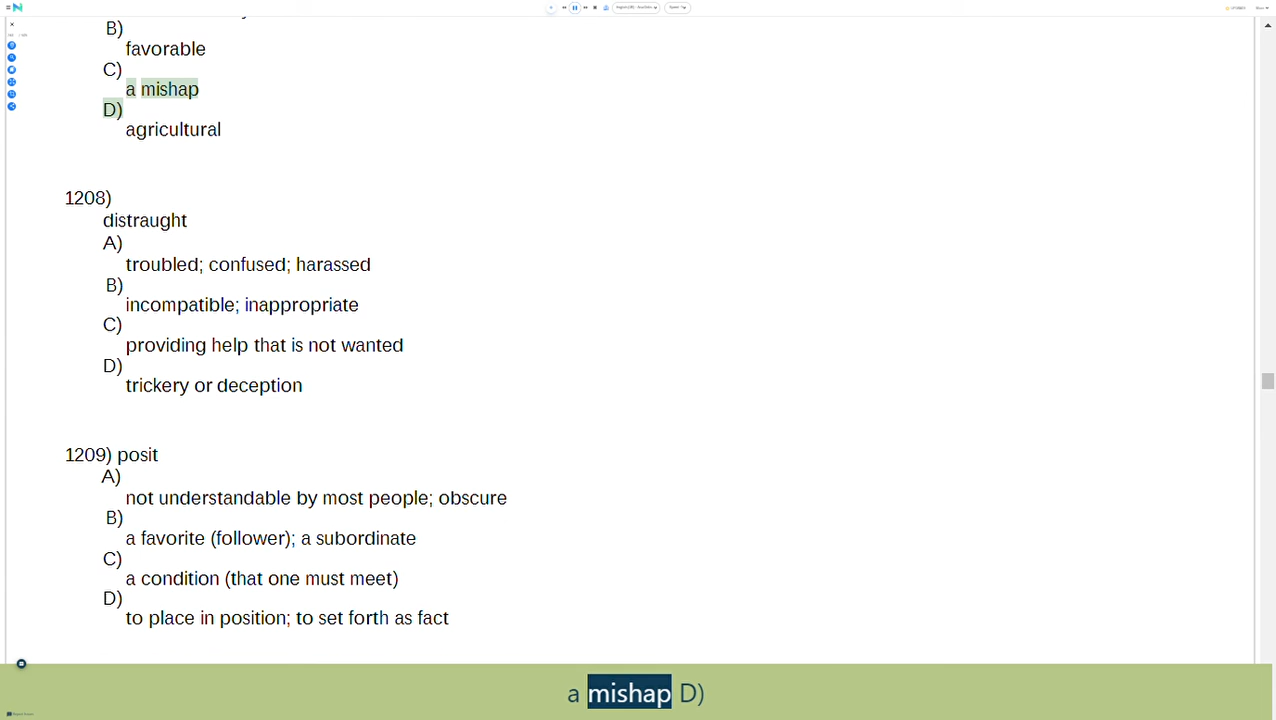 B)
favorable
C)
a mishap
D)
agricultural
1208)
distraught
A)
troubled; confused; harassed
B)
incompatible; inappropriate
C)
providing help that is not wanted
D)
trickery or deception
1209) posit
A)
not understandable by most people; obscure
B)
a favorite (follower); a subordinate
C)
a condition (that one must meet)
D)
to place in position; to set forth as fact
a mishap D)